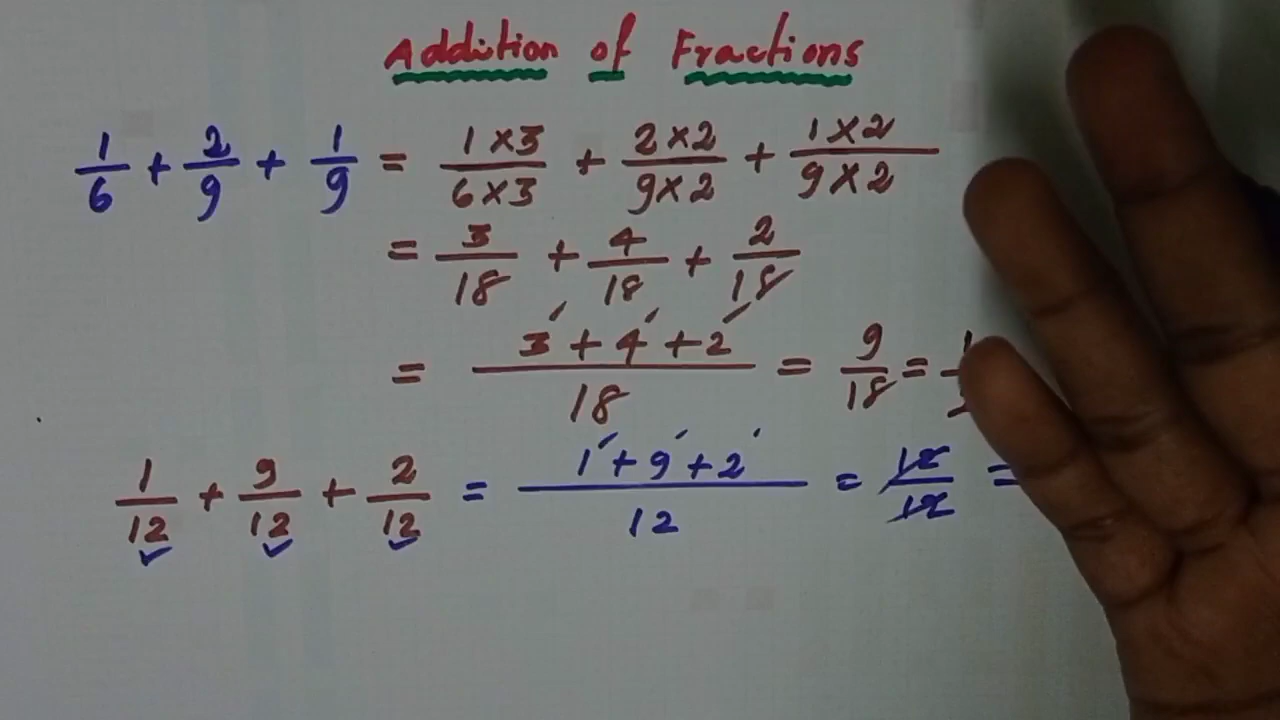 Addition of Fractions
1/6 + 2/9 + 1/9 = 1×3/6×3 + 2×2/9×2 + 1×2/9×2
= 3/18 + 4/18 + 2/18
= 3+4+2/18 = 9/18 = 1/
1/12 + 9/12 + 2/12 = 1+9+2/12 = 12/12 =